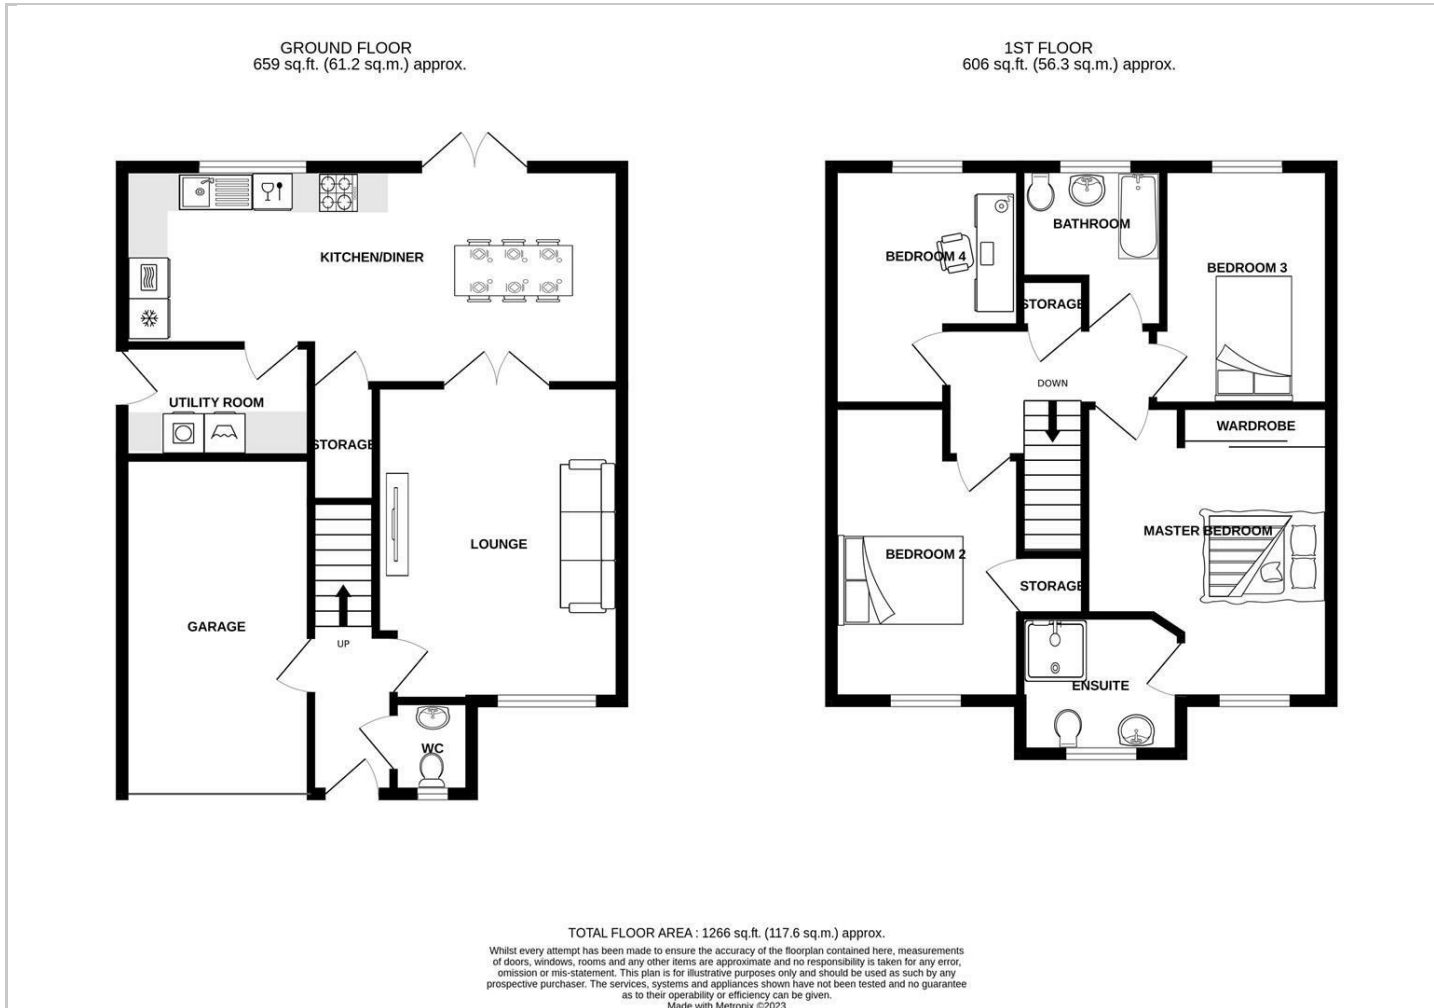 GROUND FLOOR
659 sq.ft. (61.2 sq.m.) approx.
KITCHEN/DINER
UTILITY ROOM
STORAGE
LOUNGE
GARAGE
UP
WC
1ST FLOOR
606 sq.ft. (56.3 sq.m.) approx.
BATHROOM
BEDROOM 4
BEDROOM 3
STORAGE
DOWN
WARDROBE
MASTER BEDROOM
BEDROOM 2
STORAGE
ENSUITE
TOTAL FLOOR AREA : 1266 sq.ft. (117.6 sq.m.) approx.
Whilst every attempt has been made to ensure the accuracy of the floorplan contained here, measurements
of doors, windows, rooms and any other items are approximate and no responsibility is taken for any error,
omission or mis-statement. This plan is for illustrative purposes only and should be used as such by any
prospective purchaser. The services, systems and appliances shown have not been tested and no guarantee
as to their operability or efficiency can be given.
Made with Metropix ©2023